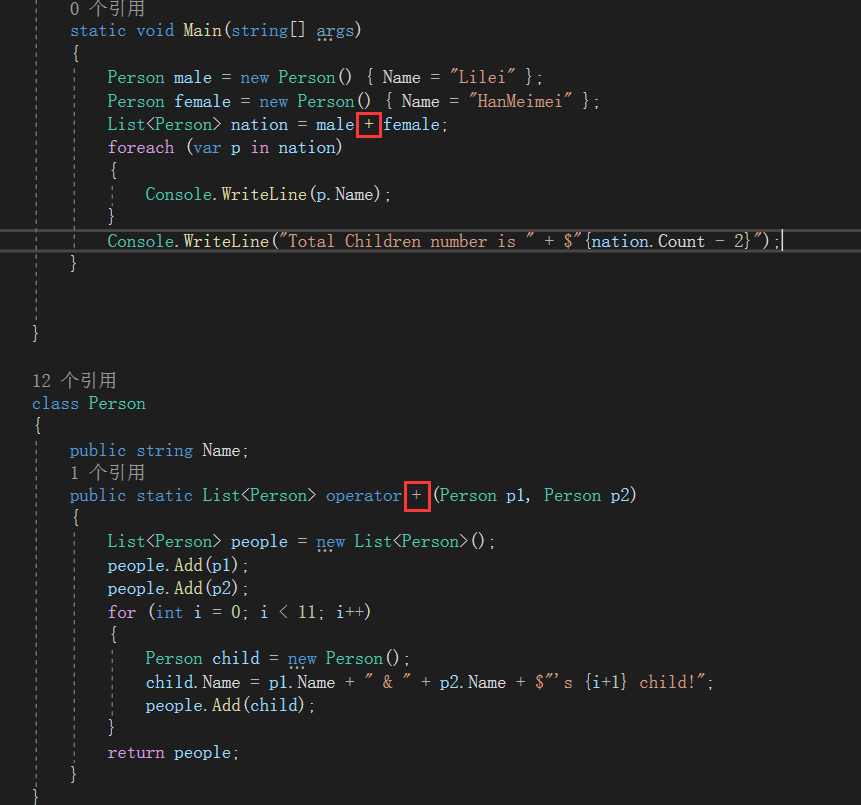 0 个引用
static void Main(string[] args)
{
Person male = new Person() { Name = "Lilei" };
Person female = new Person() { Name = "HanMeimei" };
List<Person> nation = male + female;
foreach (var p in nation)
{
Console.WriteLine(p.Name);
}
Console.WriteLine("Total Children number is " + $"{nation.Count - 2}");
}
}
12 个引用
class Person
{
public string Name;
1 个引用
public static List<Person> operator + (Person p1, Person p2)
{
List<Person> people = new List<Person>();
people.Add(p1);
people.Add(p2);
for (int i = 0; i < 11; i++)
{
Person child = new Person();
child.Name = p1.Name + " & " + p2.Name + $"'s {i+1} child!";
people.Add(child);
}
return people;
}
}